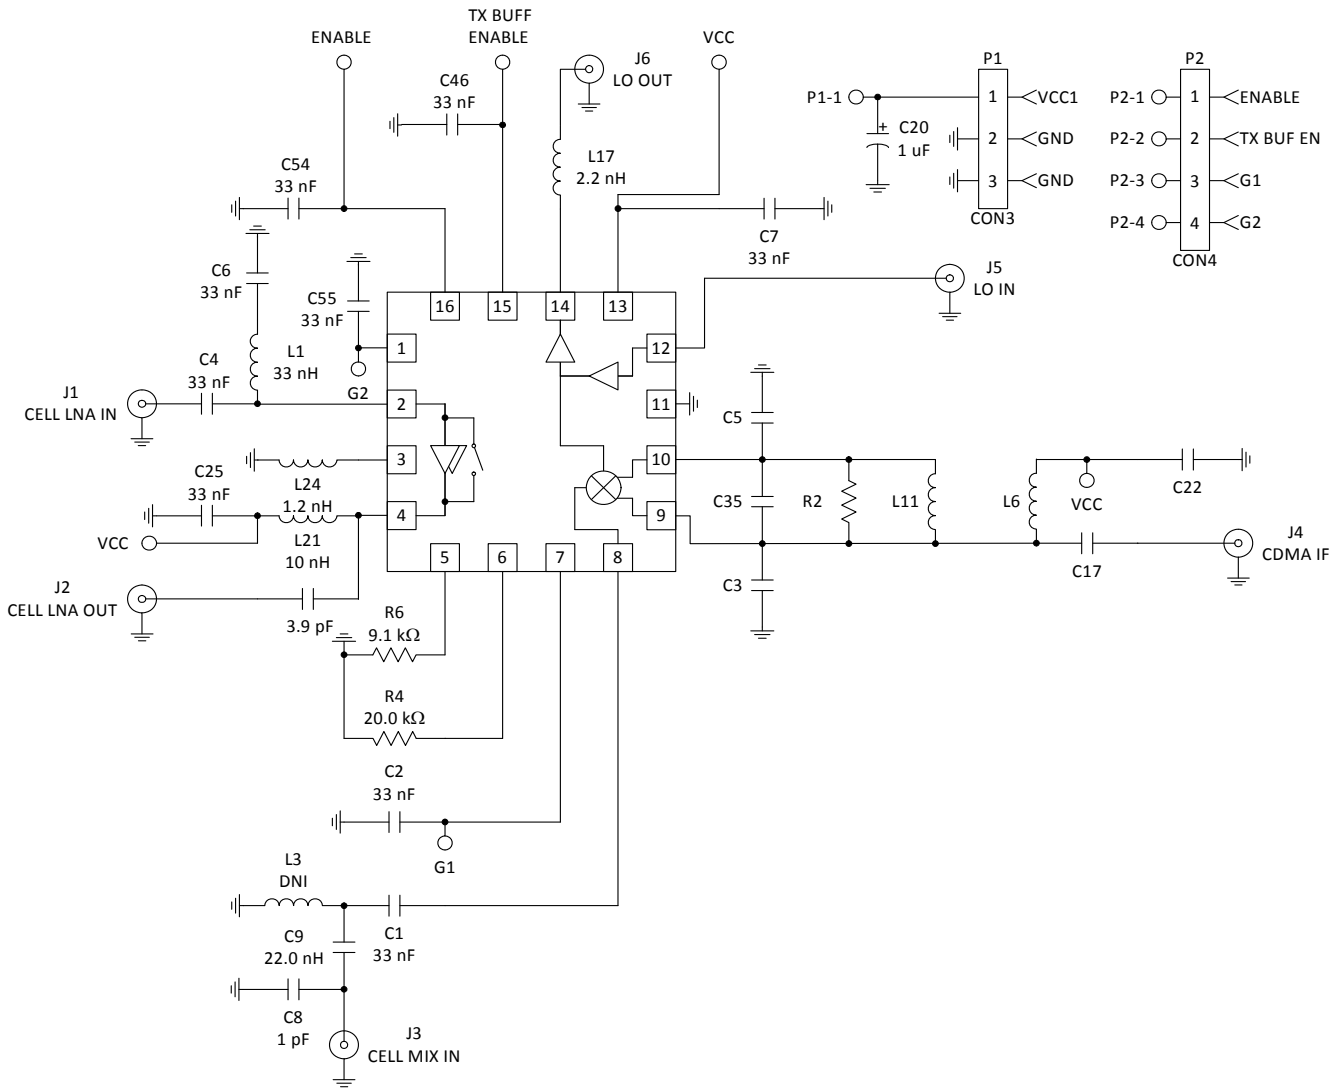 TX BUFF
ENABLE
ENABLE
VCC
J6
LO OUT
C46
33 nF
P1
P2
P1-1
1
VCC1
2
GND
3
GND
CON3
C20
1 uF
+
P2-1
1
ENABLE
P2-2
2
TX BUF EN
P2-3
3
G1
P2-4
4
G2
CON4
C54
33 nF
L17
2.2 nH
C7
33 nF
C6
33 nF
C55
33 nF
J5
LO IN
16
15
14
13
1
12
G2
L1
33 nH
C4
33 nF
J1
CELL LNA IN
2
11
C5
3
10
L24
1.2 nH
C25
33 nF
C35
R2
L11
L6
VCC
C22
4
9
VCC
L21
10 nH
5
6
7
8
C3
C17
J4
CDMA IF
J2
CELL LNA OUT
3.9 pF
R6
9.1 kΩ
R4
20.0 kΩ
C2
33 nF
G1
L3
DNI
C1
33 nF
C9
22.0 nH
C8
1 pF
J3
CELL MIX IN